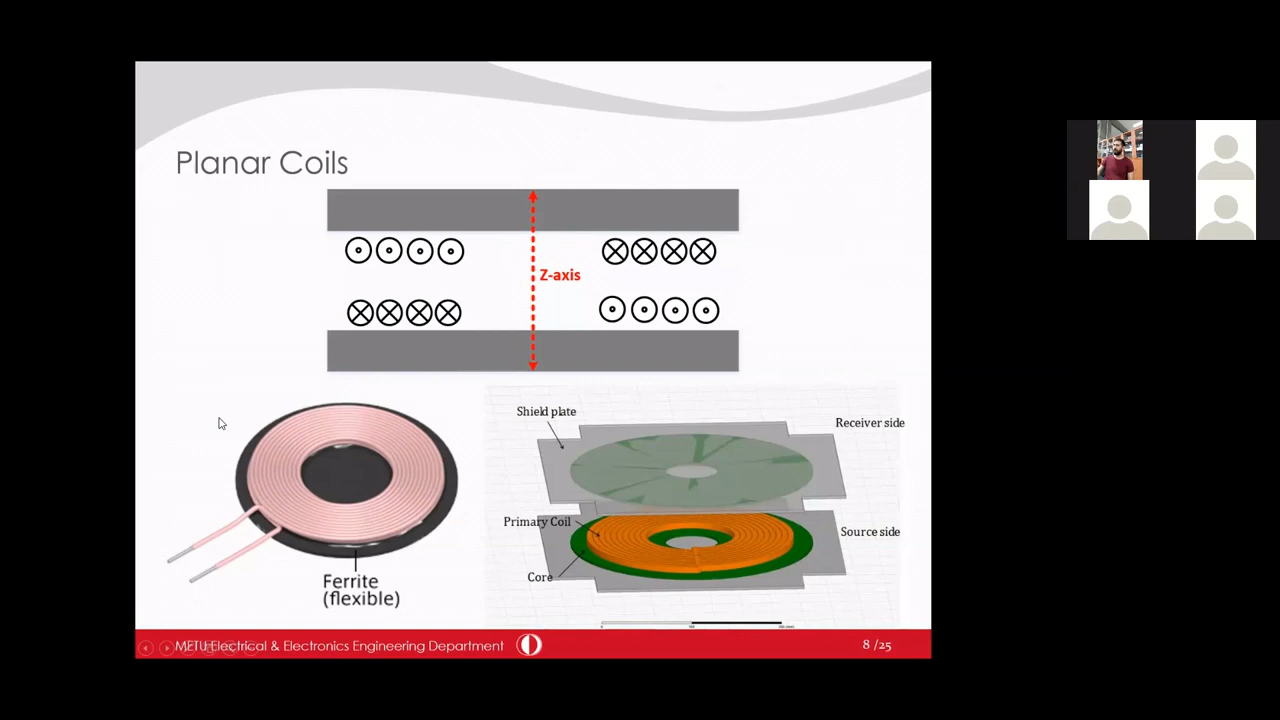 Planar Coils
Z-axis
Shield plate
Receiver side
Primary Coil
Source side
Core
Ferrite
(flexible)
METU Electrical & Electronics Engineering Department
8 /25